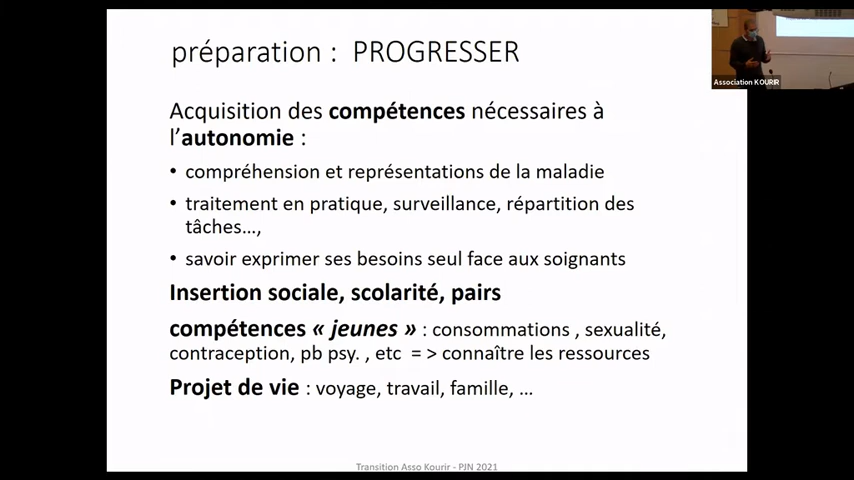 préparation : PROGRESSER
Association KOURIR
Acquisition des compétences nécessaires à
l'autonomie :
• compréhension et représentations de la maladie
• traitement en pratique, surveillance, répartition des
tâches...,
• savoir exprimer ses besoins seul face aux soignants
Insertion sociale, scolarité, pairs
compétences « jeunes » : consommations , sexualité,
contraception, pb psy. , etc = > connaître les ressources
Projet de vie : voyage, travail, famille, ...
Transition Asso Kourir - PJN 2021